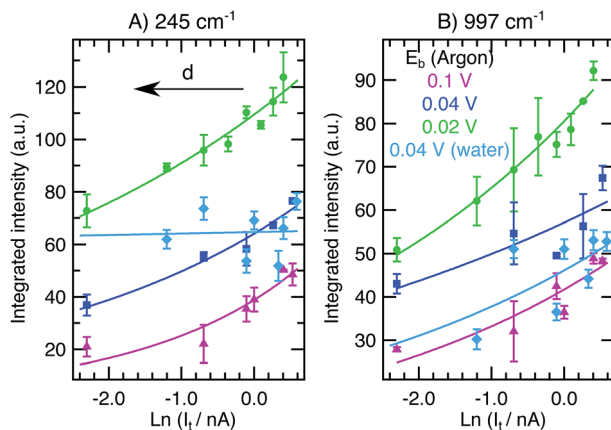 A) 245 cm⁻¹
B) 997 cm⁻¹
Integrated intensity (a.u.)
120
100
80
60
40
20
d
-2.0
-1.0
0.0
Ln (Iₜ / nA)
Integrated intensity (a.u.)
90
80
70
60
50
40
30
E_b (Argon)
0.1 V
0.04 V
0.02 V
0.04 V (water)
-2.0
-1.0
0.0
Ln (Iₜ / nA)